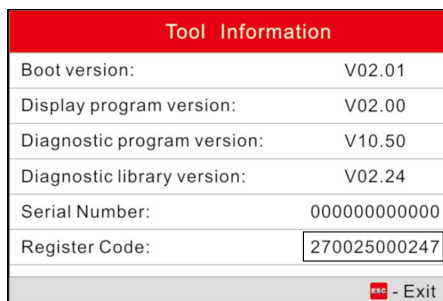 Tool Information
Boot version: V02.01
Display program version: V02.00
Diagnostic program version: V10.50
Diagnostic library version: V02.24
Serial Number: 000000000000
Register Code: 270025000247
ESC - Exit